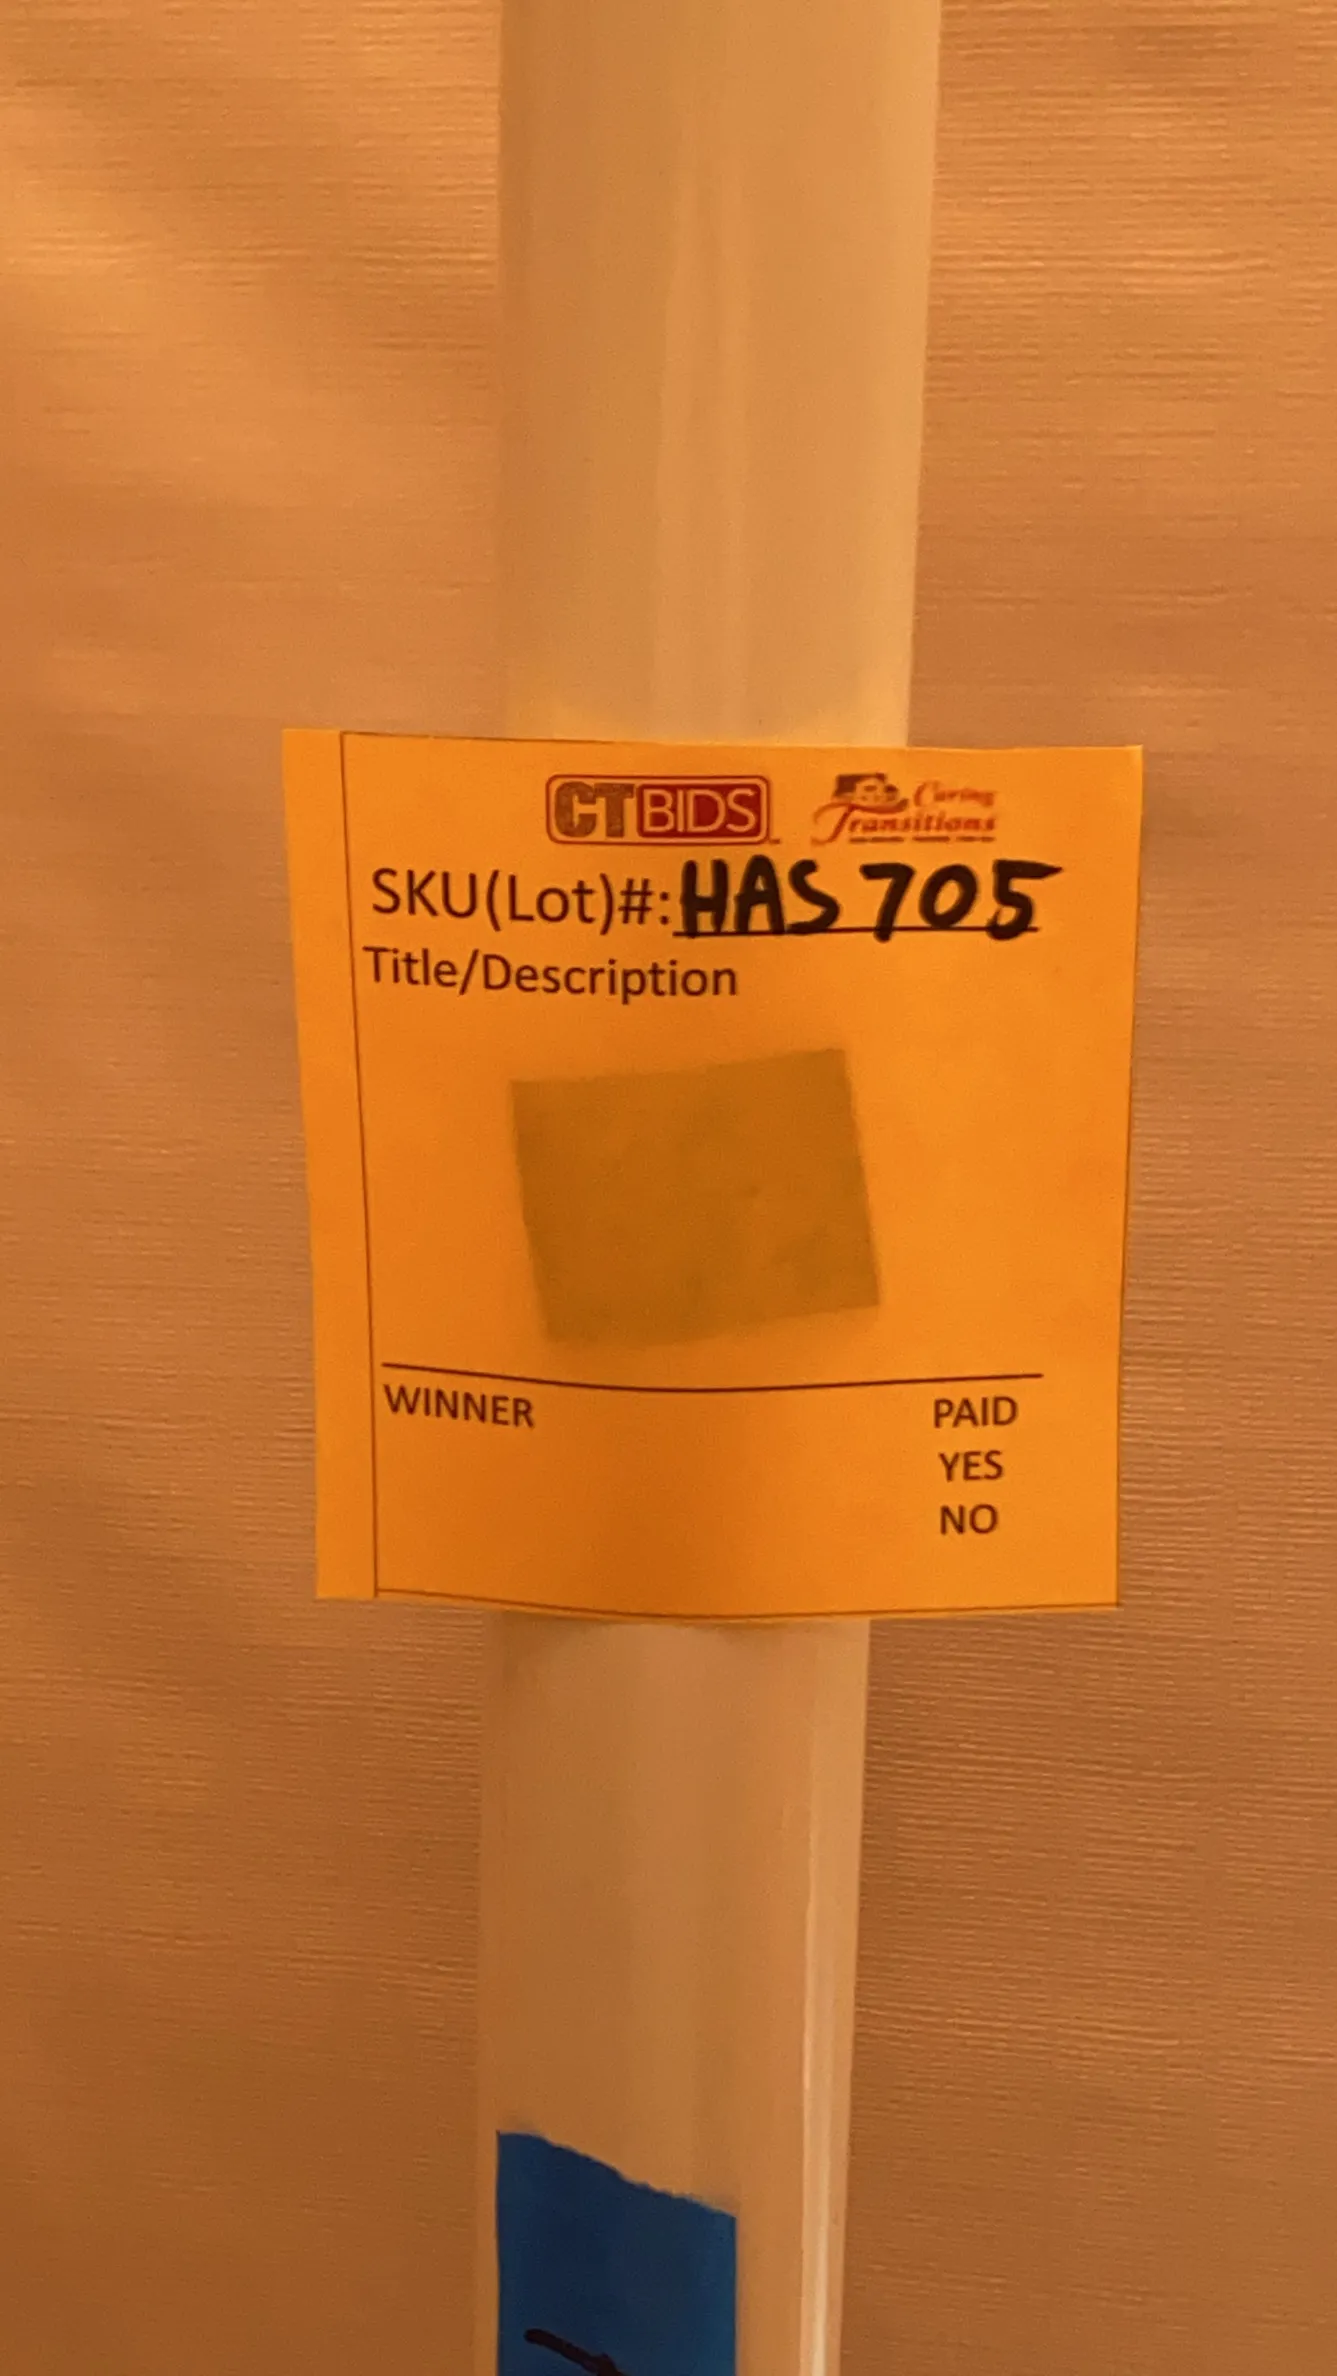 CTBIDS
Caring
Transitions
SKU(Lot)#: HAS 705
Title/Description
WINNER
PAID
YES
NO